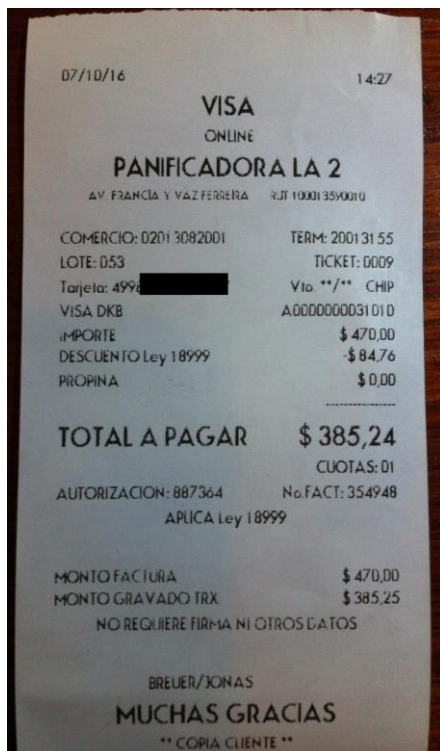 07/10/16 14:27
VISA
ONLINE
PANIFICADORA LA 2
AV. FRANCIA Y VAZ FERREIRA RUT 100013590010
COMERCIO: 02013082001 TERM: 20013155
LOTE: 053 TICKET: 0009
Tarjeta: 499 Vto. **/** CHIP
VISA DKB A0000000031010
IMPORTE $ 470,00
DESCUENTO Ley 18999 -$ 84,76
PROPINA $ 0,00
--------------
TOTAL A PAGAR $ 385,24
CUOTAS: 01
AUTORIZACION: 887364 No.FACT: 354948
APLICA Ley 18999
MONTO FACTURA $ 470,00
MONTO GRAVADO TRX $ 385,25
NO REQUIERE FIRMA NI OTROS DATOS
BREUER/JONAS
MUCHAS GRACIAS
** COPIA CLIENTE **